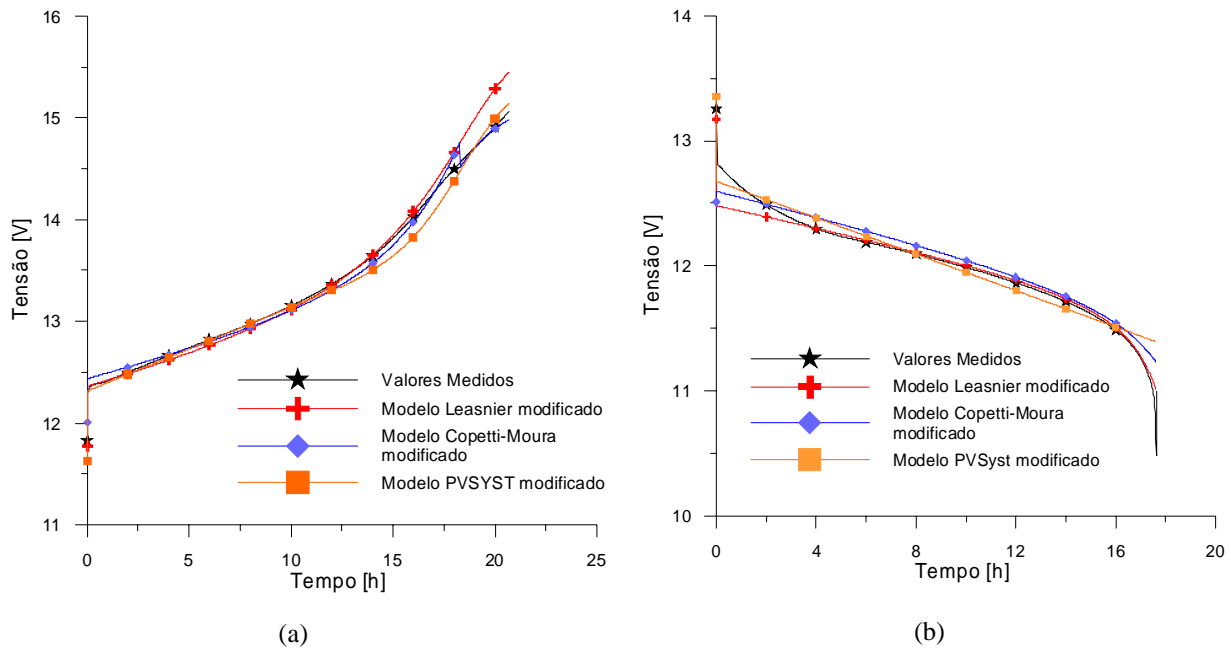 16
15
14
13
12
11
Tensão [V]
0
5
10
15
20
25
Tempo [h]
Valores Medidos
Modelo Leasnier modificado
Modelo Copetti-Moura
modificado
Modelo PVSYST modificado
(a)
14
13
12
11
10
Tensão [V]
0
4
8
12
16
20
Tempo [h]
Valores Medidos
Modelo Leasnier modificado
Modelo Copetti-Moura
modificado
Modelo PVSyst modificado
(b)